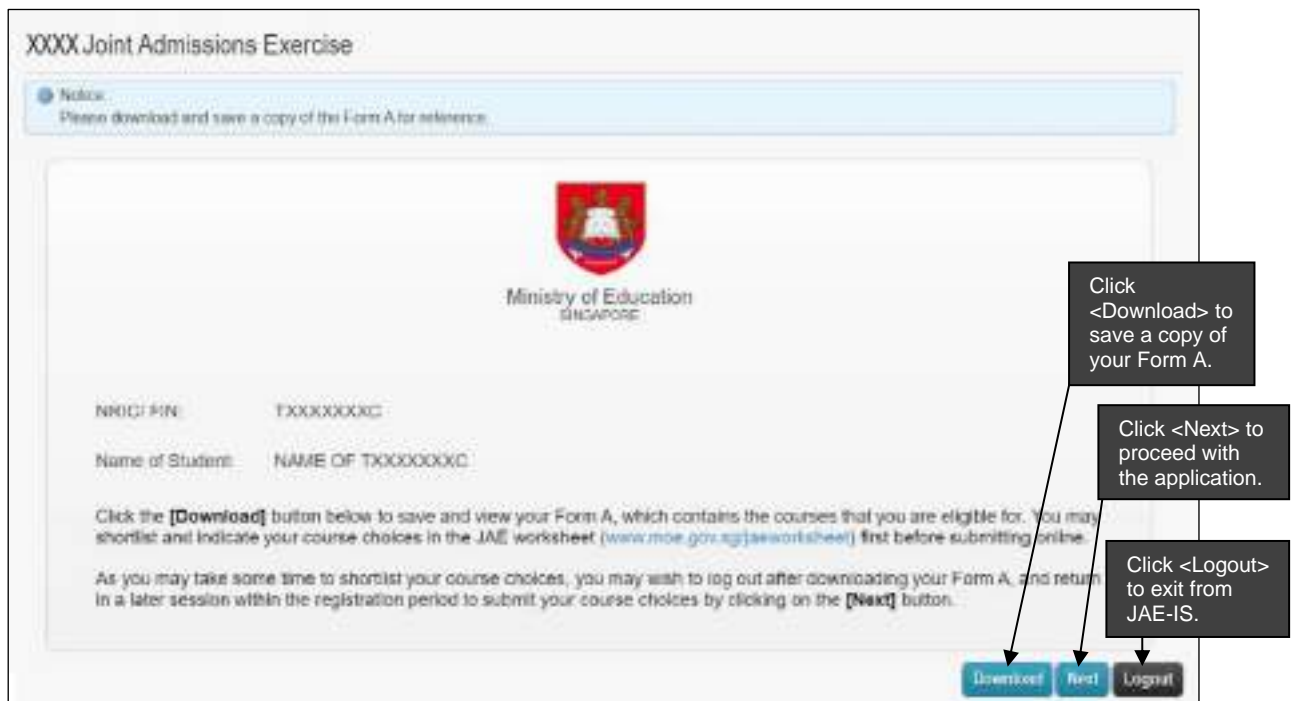 XXXX Joint Admissions Exercise
Notice
Please download and save a copy of the Form A for reference.
Ministry of Education
SINGAPORE
Click
<Download> to
save a copy of
your Form A.
NRIC/ FIN: TXXXXXXXC
Click <Next> to
proceed with
the application.
Name of Student: NAME OF TXXXXXXXC
Click the [Download] button below to save and view your Form A, which contains the courses that you are eligible for. You may
shortlist and indicate your course choices in the JAE worksheet (www.moe.gov.sg/jaeworksheet) first before submitting online.
Click <Logout>
to exit from
JAE-IS.
As you may take some time to shortlist your course choices, you may wish to log out after downloading your Form A, and return
in a later session within the registration period to submit your course choices by clicking on the [Next] button.
Download Next Logout